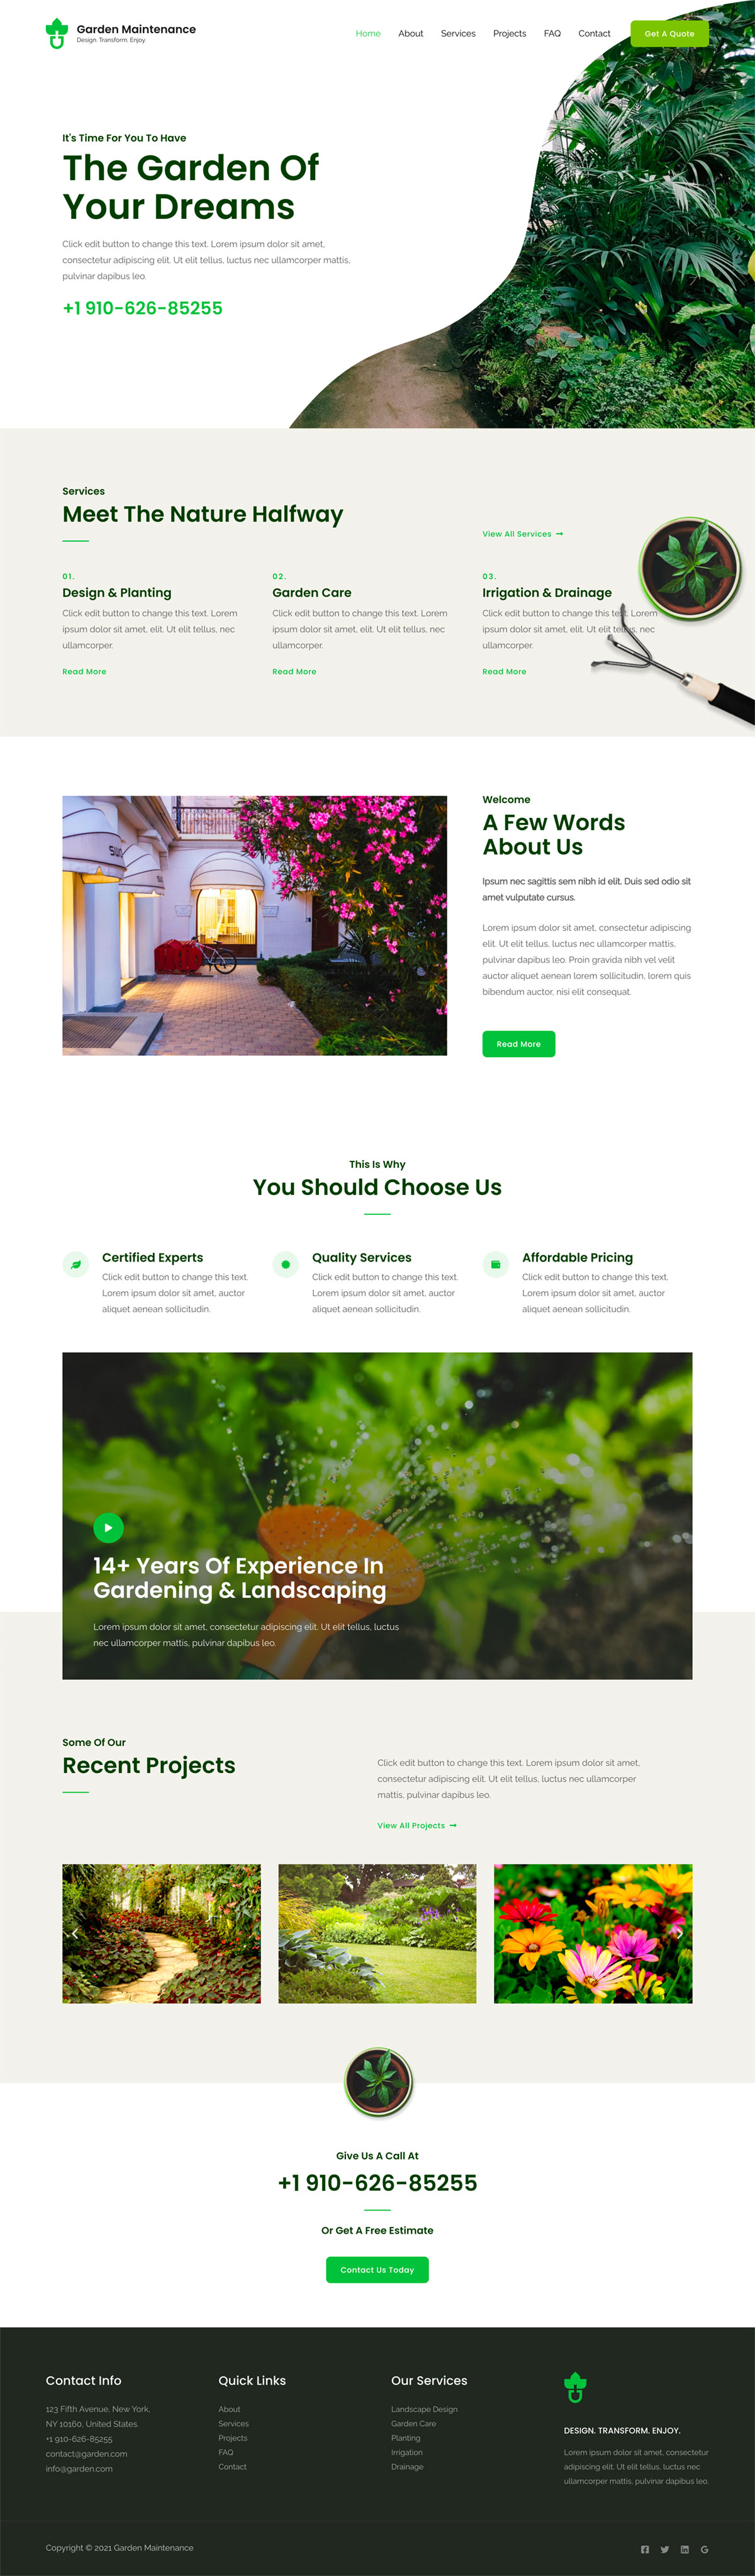 Garden Maintenance
Design. Transform. Enjoy.
Home
About
Services
Projects
FAQ
Contact
Get A Quote
It's Time For You To Have
The Garden Of
Your Dreams
Click edit button to change this text. Lorem ipsum dolor sit amet,
consectetur adipiscing elit. Ut elit tellus, luctus nec ullamcorper mattis,
pulvinar dapibus leo.
+1 910-626-85255
Services
Meet The Nature Halfway
View All Services
01.
Design & Planting
Click edit button to change this text. Lorem
ipsum dolor sit amet, elit. Ut elit tellus, nec
ullamcorper.
Read More
02.
Garden Care
Click edit button to change this text. Lorem
ipsum dolor sit amet, elit. Ut elit tellus, nec
ullamcorper.
Read More
03.
Irrigation & Drainage
Click edit button to change this text. Lorem
ipsum dolor sit amet, elit. Ut elit tellus, nec
ullamcorper.
Read More
Welcome
A Few Words
About Us
Ipsum nec sagittis sem nibh id elit. Duis sed odio sit
amet vulputate cursus.
Lorem ipsum dolor sit amet, consectetur adipiscing
elit. Ut elit tellus, luctus nec ullamcorper mattis,
pulvinar dapibus leo. Proin gravida nibh vel velit
auctor aliquet aenean lorem sollicitudin, lorem quis
bibendum auctor, nisi elit consequat.
Read More
This Is Why
You Should Choose Us
Certified Experts
Click edit button to change this text.
Lorem ipsum dolor sit amet, auctor
aliquet aenean sollicitudin.
Quality Services
Click edit button to change this text.
Lorem ipsum dolor sit amet, auctor
aliquet aenean sollicitudin.
Affordable Pricing
Click edit button to change this text.
Lorem ipsum dolor sit amet, auctor
aliquet aenean sollicitudin.
14+ Years Of Experience In
Gardening & Landscaping
Lorem ipsum dolor sit amet, consectetur adipiscing elit. Ut elit tellus, luctus
nec ullamcorper mattis, pulvinar dapibus leo.
Some Of Our
Recent Projects
Click edit button to change this text. Lorem ipsum dolor sit amet,
consectetur adipiscing elit. Ut elit tellus, luctus nec ullamcorper
mattis, pulvinar dapibus leo.
View All Projects
Give Us A Call At
+1 910-626-85255
Or Get A Free Estimate
Contact Us Today
Contact Info
123 Fifth Avenue, New York,
NY 10160, United States.
+1 910-626-85255
contact@garden.com
info@garden.com
Quick Links
About
Services
Projects
FAQ
Contact
Our Services
Landscape Design
Garden Care
Planting
Irrigation
Drainage
DESIGN. TRANSFORM. ENJOY.
Lorem ipsum dolor sit amet, consectetur
adipiscing elit. Ut elit tellus, luctus nec
ullamcorper mattis, pulvinar dapibus leo.
Copyright © 2021 Garden Maintenance